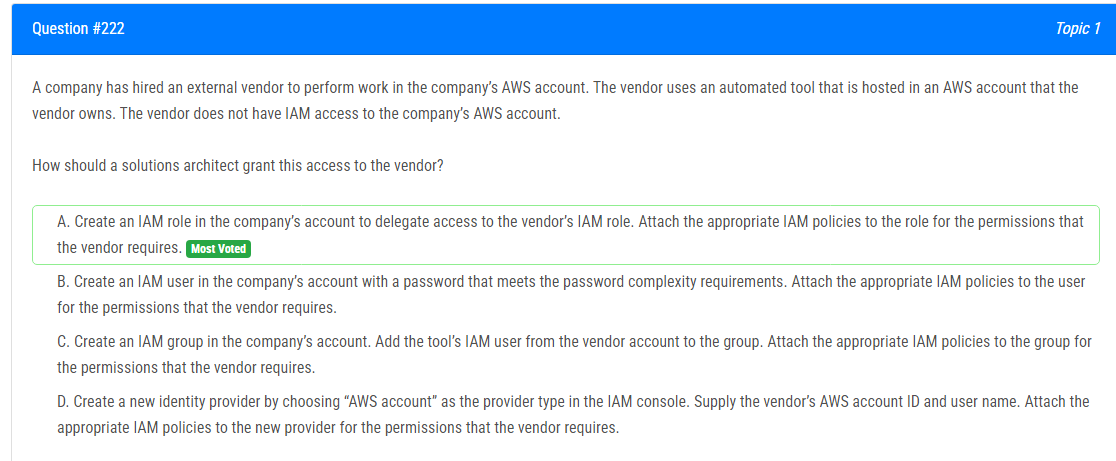 Question #222
Topic 1
A company has hired an external vendor to perform work in the company's AWS account. The vendor uses an automated tool that is hosted in an AWS account that the
vendor owns. The vendor does not have IAM access to the company's AWS account.
How should a solutions architect grant this access to the vendor?
A. Create an IAM role in the company's account to delegate access to the vendor's IAM role. Attach the appropriate IAM policies to the role for the permissions that
the vendor requires. Most Voted
B. Create an IAM user in the company's account with a password that meets the password complexity requirements. Attach the appropriate IAM policies to the user
for the permissions that the vendor requires.
C. Create an IAM group in the company's account. Add the tool's IAM user from the vendor account to the group. Attach the appropriate IAM policies to the group for
the permissions that the vendor requires.
D. Create a new identity provider by choosing “AWS account” as the provider type in the IAM console. Supply the vendor's AWS account ID and user name. Attach the
appropriate IAM policies to the new provider for the permissions that the vendor requires.